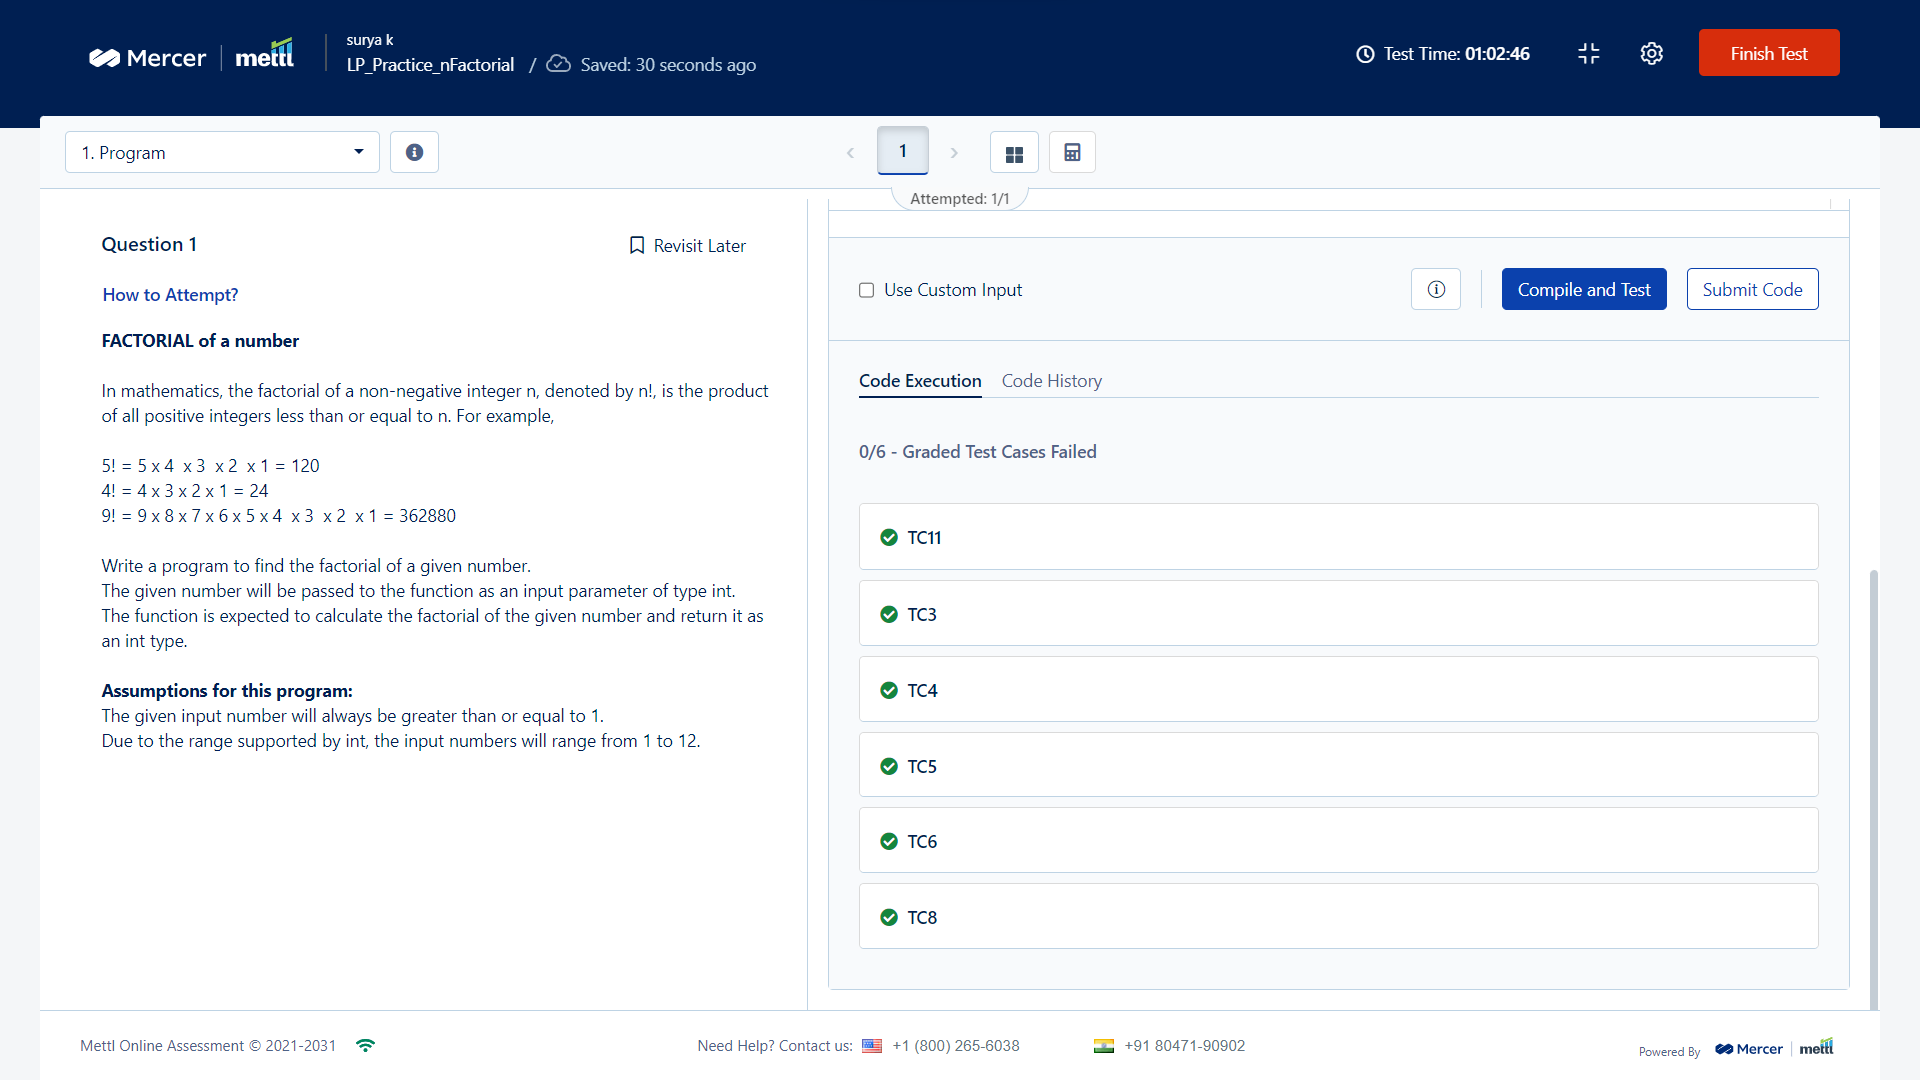 Mercer
mettl
surya k
LP_Practice_nFactorial / Saved: 30 seconds ago
Test Time: 01:02:46
Finish Test
1. Program
1
Attempted: 1/1
Question 1
Revisit Later
How to Attempt?
FACTORIAL of a number
In mathematics, the factorial of a non-negative integer n, denoted by n!, is the product
of all positive integers less than or equal to n. For example,
5! = 5 x 4 x 3 x 2 x 1 = 120
4! = 4 x 3 x 2 x 1 = 24
9! = 9 x 8 x 7 x 6 x 5 x 4 x 3 x 2 x 1 = 362880
Write a program to find the factorial of a given number.
The given number will be passed to the function as an input parameter of type int.
The function is expected to calculate the factorial of the given number and return it as
an int type.
Assumptions for this program:
The given input number will always be greater than or equal to 1.
Due to the range supported by int, the input numbers will range from 1 to 12.
Use Custom Input
Compile and Test
Submit Code
Code Execution
Code History
0/6 - Graded Test Cases Failed
TC11
TC3
TC4
TC5
TC6
TC8
Mettl Online Assessment © 2021-2031
Need Help? Contact us: +1 (800) 265-6038
+91 80471-90902
Powered By Mercer mettl